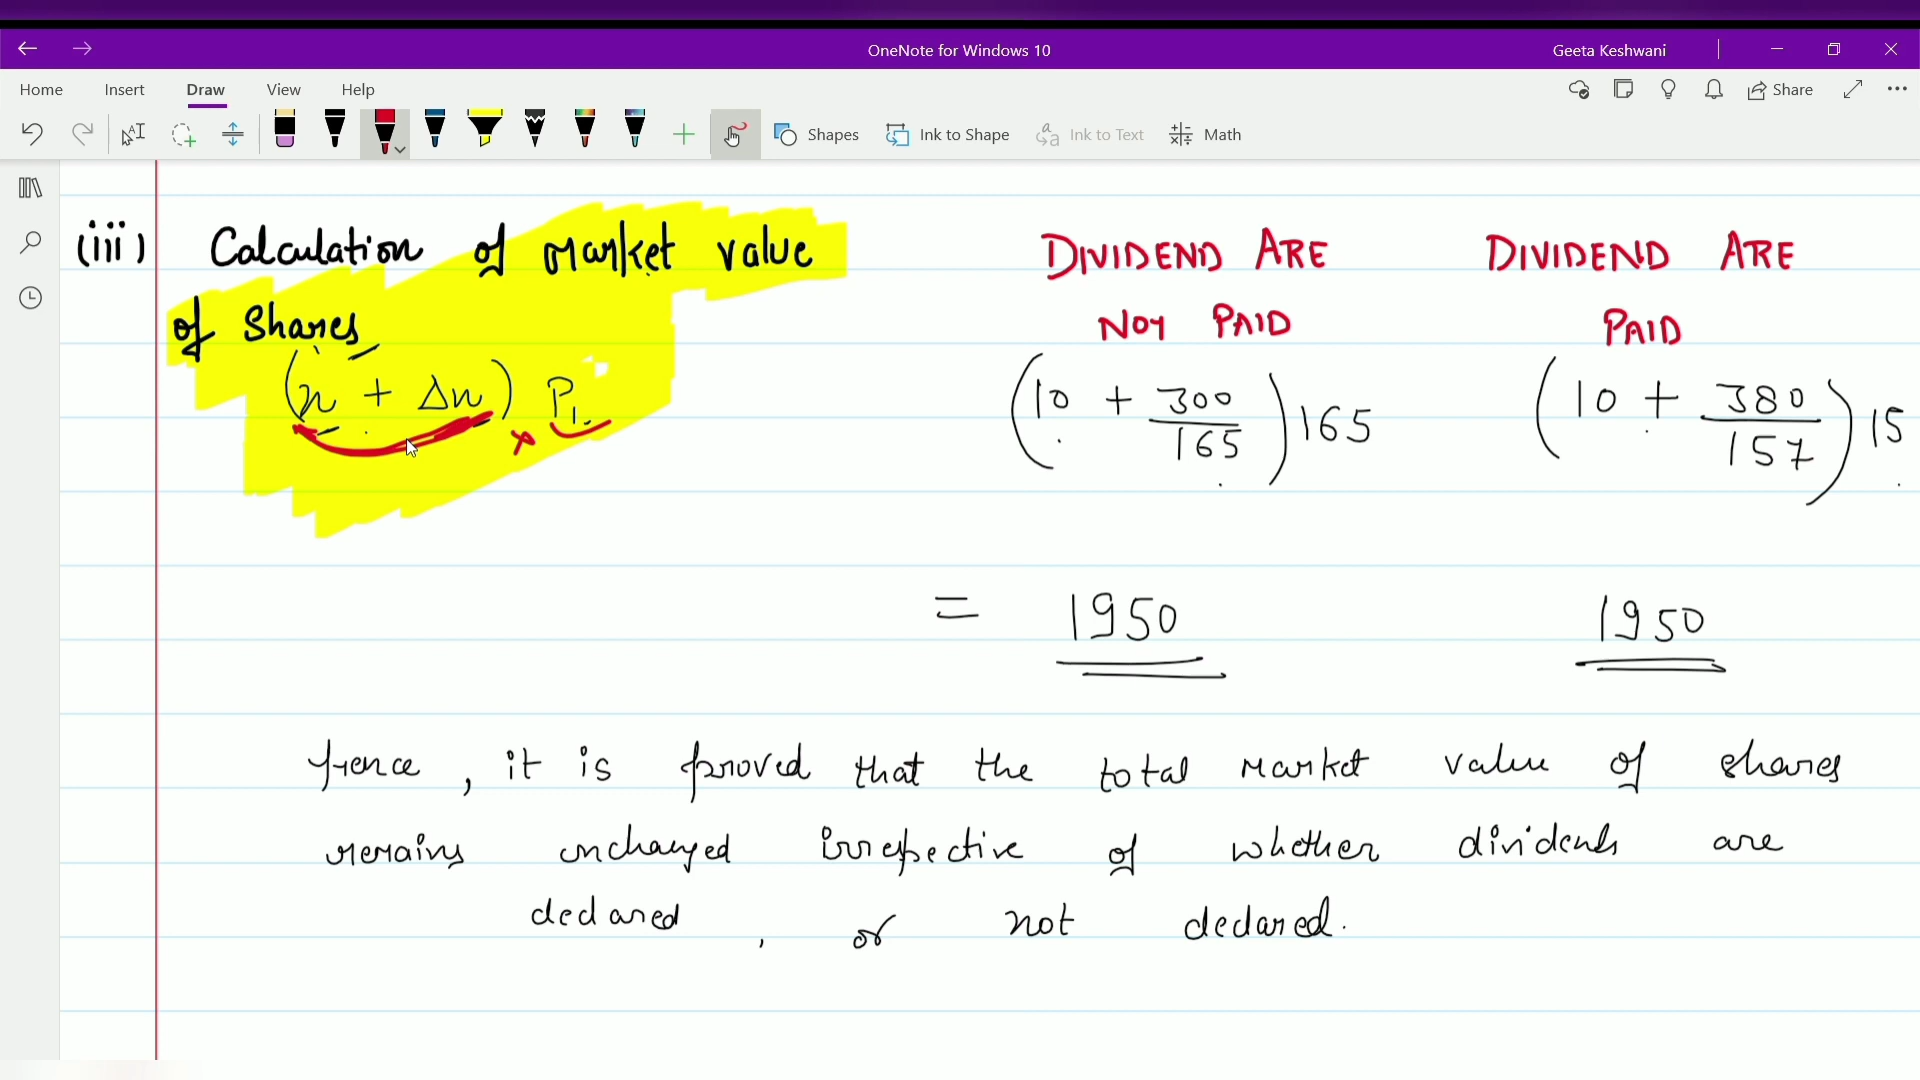 OneNote for Windows 10
Geeta Keshwani
Home Insert Draw View Help
Share
Shapes Ink to Shape Ink to Text Math
(iii) Calculation of Market value
of Shares
(n + Δn) P1
×
DIVIDEND ARE
NOT PAID
(10 + 300/165) 165
= 1950
DIVIDEND ARE
PAID
(10 + 380/157) 15
1950
Hence, it is proved that the total market value of shares
remains unchanged irrespective of whether dividends are
declared, or not declared.